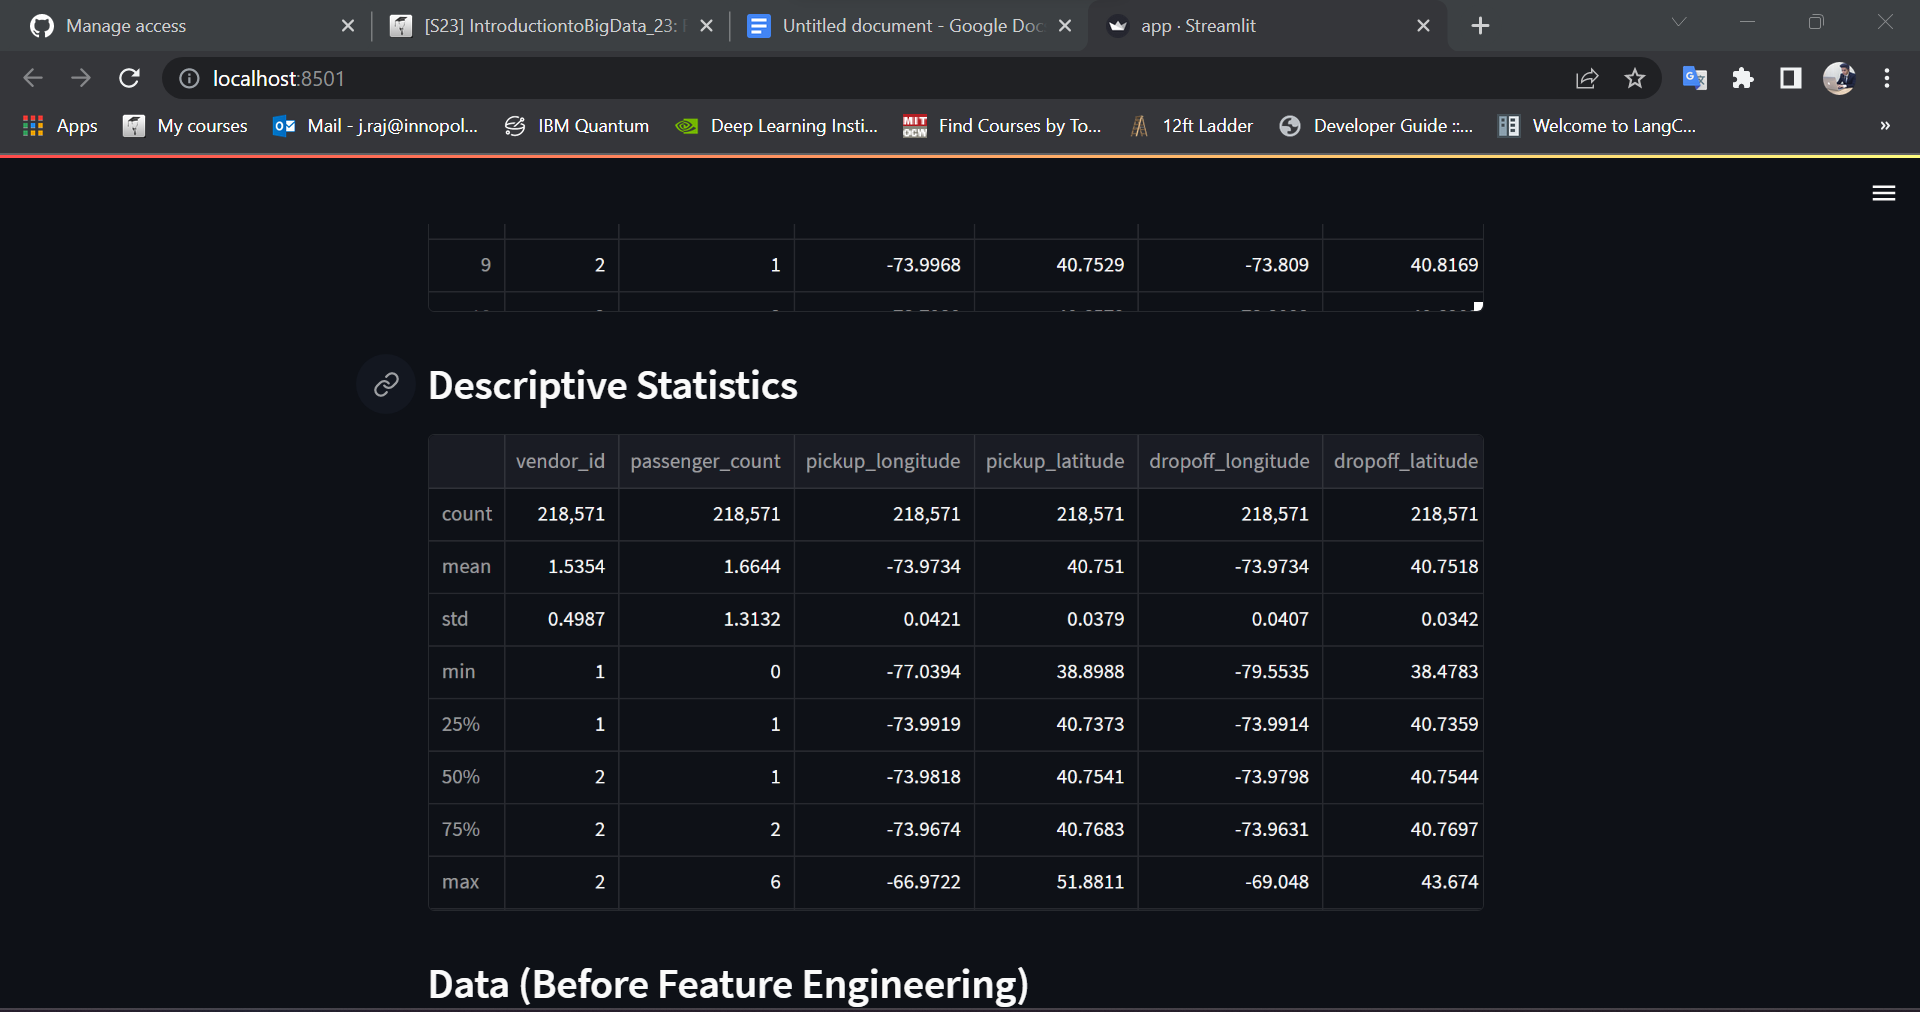 Manage access
[S23] IntroductiontoBigData_23:
Untitled document - Google Doc
app · Streamlit
localhost:8501
Apps
My courses
Mail - j.raj@innopol...
IBM Quantum
Deep Learning Insti...
MIT OCW Find Courses by To...
12ft Ladder
Developer Guide ::...
Welcome to LangC...
»
9 2 1 -73.9968 40.7529 -73.809 40.8169
Descriptive Statistics
vendor_id passenger_count pickup_longitude pickup_latitude dropoff_longitude dropoff_latitude
count 218,571 218,571 218,571 218,571 218,571 218,571
mean 1.5354 1.6644 -73.9734 40.751 -73.9734 40.7518
std 0.4987 1.3132 0.0421 0.0379 0.0407 0.0342
min 1 0 -77.0394 38.8988 -79.5535 38.4783
25% 1 1 -73.9919 40.7373 -73.9914 40.7359
50% 2 1 -73.9818 40.7541 -73.9798 40.7544
75% 2 2 -73.9674 40.7683 -73.9631 40.7697
max 2 6 -66.9722 51.8811 -69.048 43.674
Data (Before Feature Engineering)